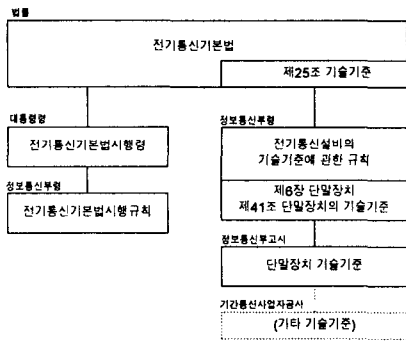 법률
전기통신기본법
제25조 기술기준
대통령령
전기통신기본법시행령
정보통신부령
전기통신기본법시행규칙
정보통신부령
전기통신설비의
기술기준에 관한 규칙
제6장 단말장치
제41조 단말장치의 기술기준
정보통신부고시
단말장치 기술기준
기간통신사업자공사
(기타 기술기준)